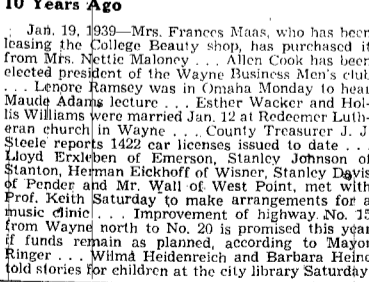 10 Years Ago
Jan. 19, 1939—Mrs. Frances Maas, who has been
leasing the College Beauty shop, has purchased it
from Mrs. Nettie Maloney . . . Allen Cook has been
elected president of the Wayne Business Men's club
. . . Lenore Ramsey was in Omaha Monday to hear
Maude Adams lecture . . . Esther Wacker and Hol-
lis Williams were married Jan. 12 at Redeemer Luth-
eran church in Wayne . . . County Treasurer J. J.
Steele reports 1422 car licenses issued to date . . .
Lloyd Erxleben of Emerson, Stanley Johnson of
Stanton, Herman Eickhoff of Wisner, Stanley Davis
of Pender and Mr. Wall of West Point, met with
Prof. Keith Saturday to make arrangements for a
music clinic . . . Improvement of highway No. 15
from Wayne north to No. 20 is promised this year
if funds remain as planned, according to Mayor
Ringer . . . Wilma Heidenreich and Barbara Heine
told stories for children at the city library Saturday